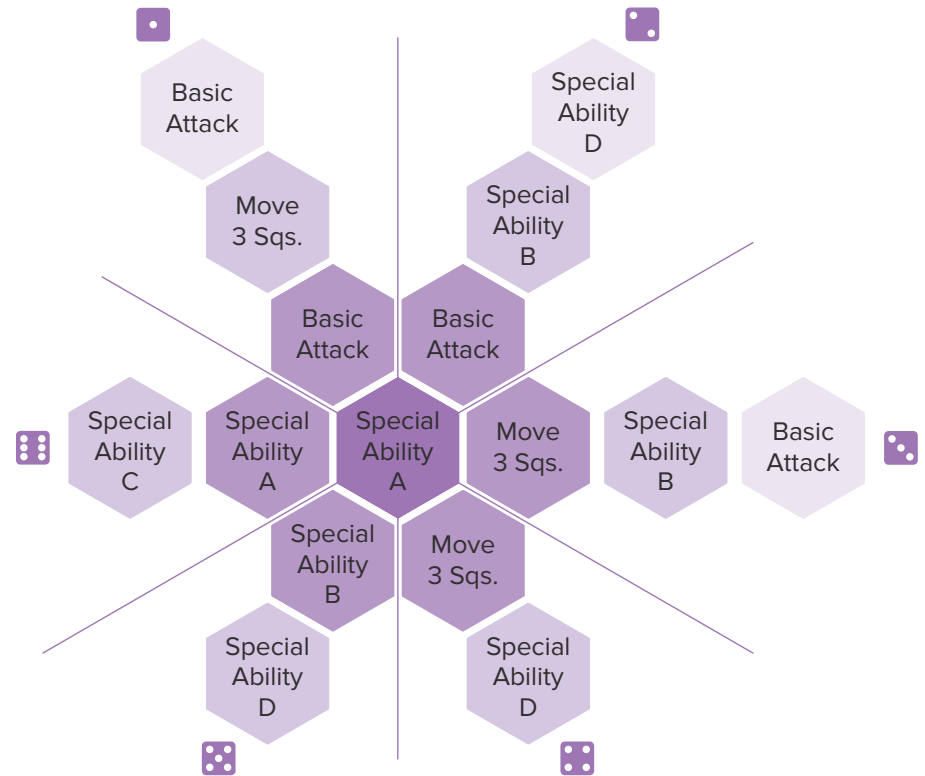 Basic
Attack
Special
Ability
D
Move
3 Sqs.
Special
Ability
B
Basic
Attack
Basic
Attack
Special
Ability
C
Special
Ability
A
Special
Ability
A
Move
3 Sqs.
Special
Ability
B
Basic
Attack
Special
Ability
B
Move
3 Sqs.
Special
Ability
D
Special
Ability
D